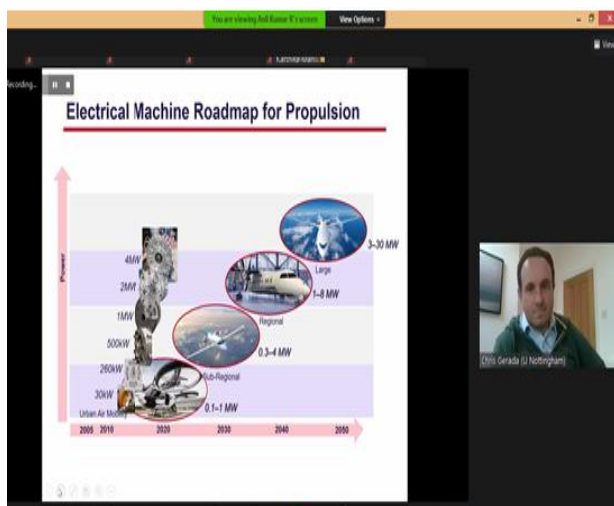 You are viewing Anil Kumar R's screen
View Options
View
Recording...
Electrical Machine Roadmap for Propulsion
Power
3–30 MW
Large
4MW
2MW
1–8 MW
Regional
1MW
500kW
0.3–4 MW
260kW
Sub-Regional
30kW
0.1–1 MW
Urban Air Mobility
2005 2010 2020 2030 2040 2050
Chris Gerada (U Nottingham)